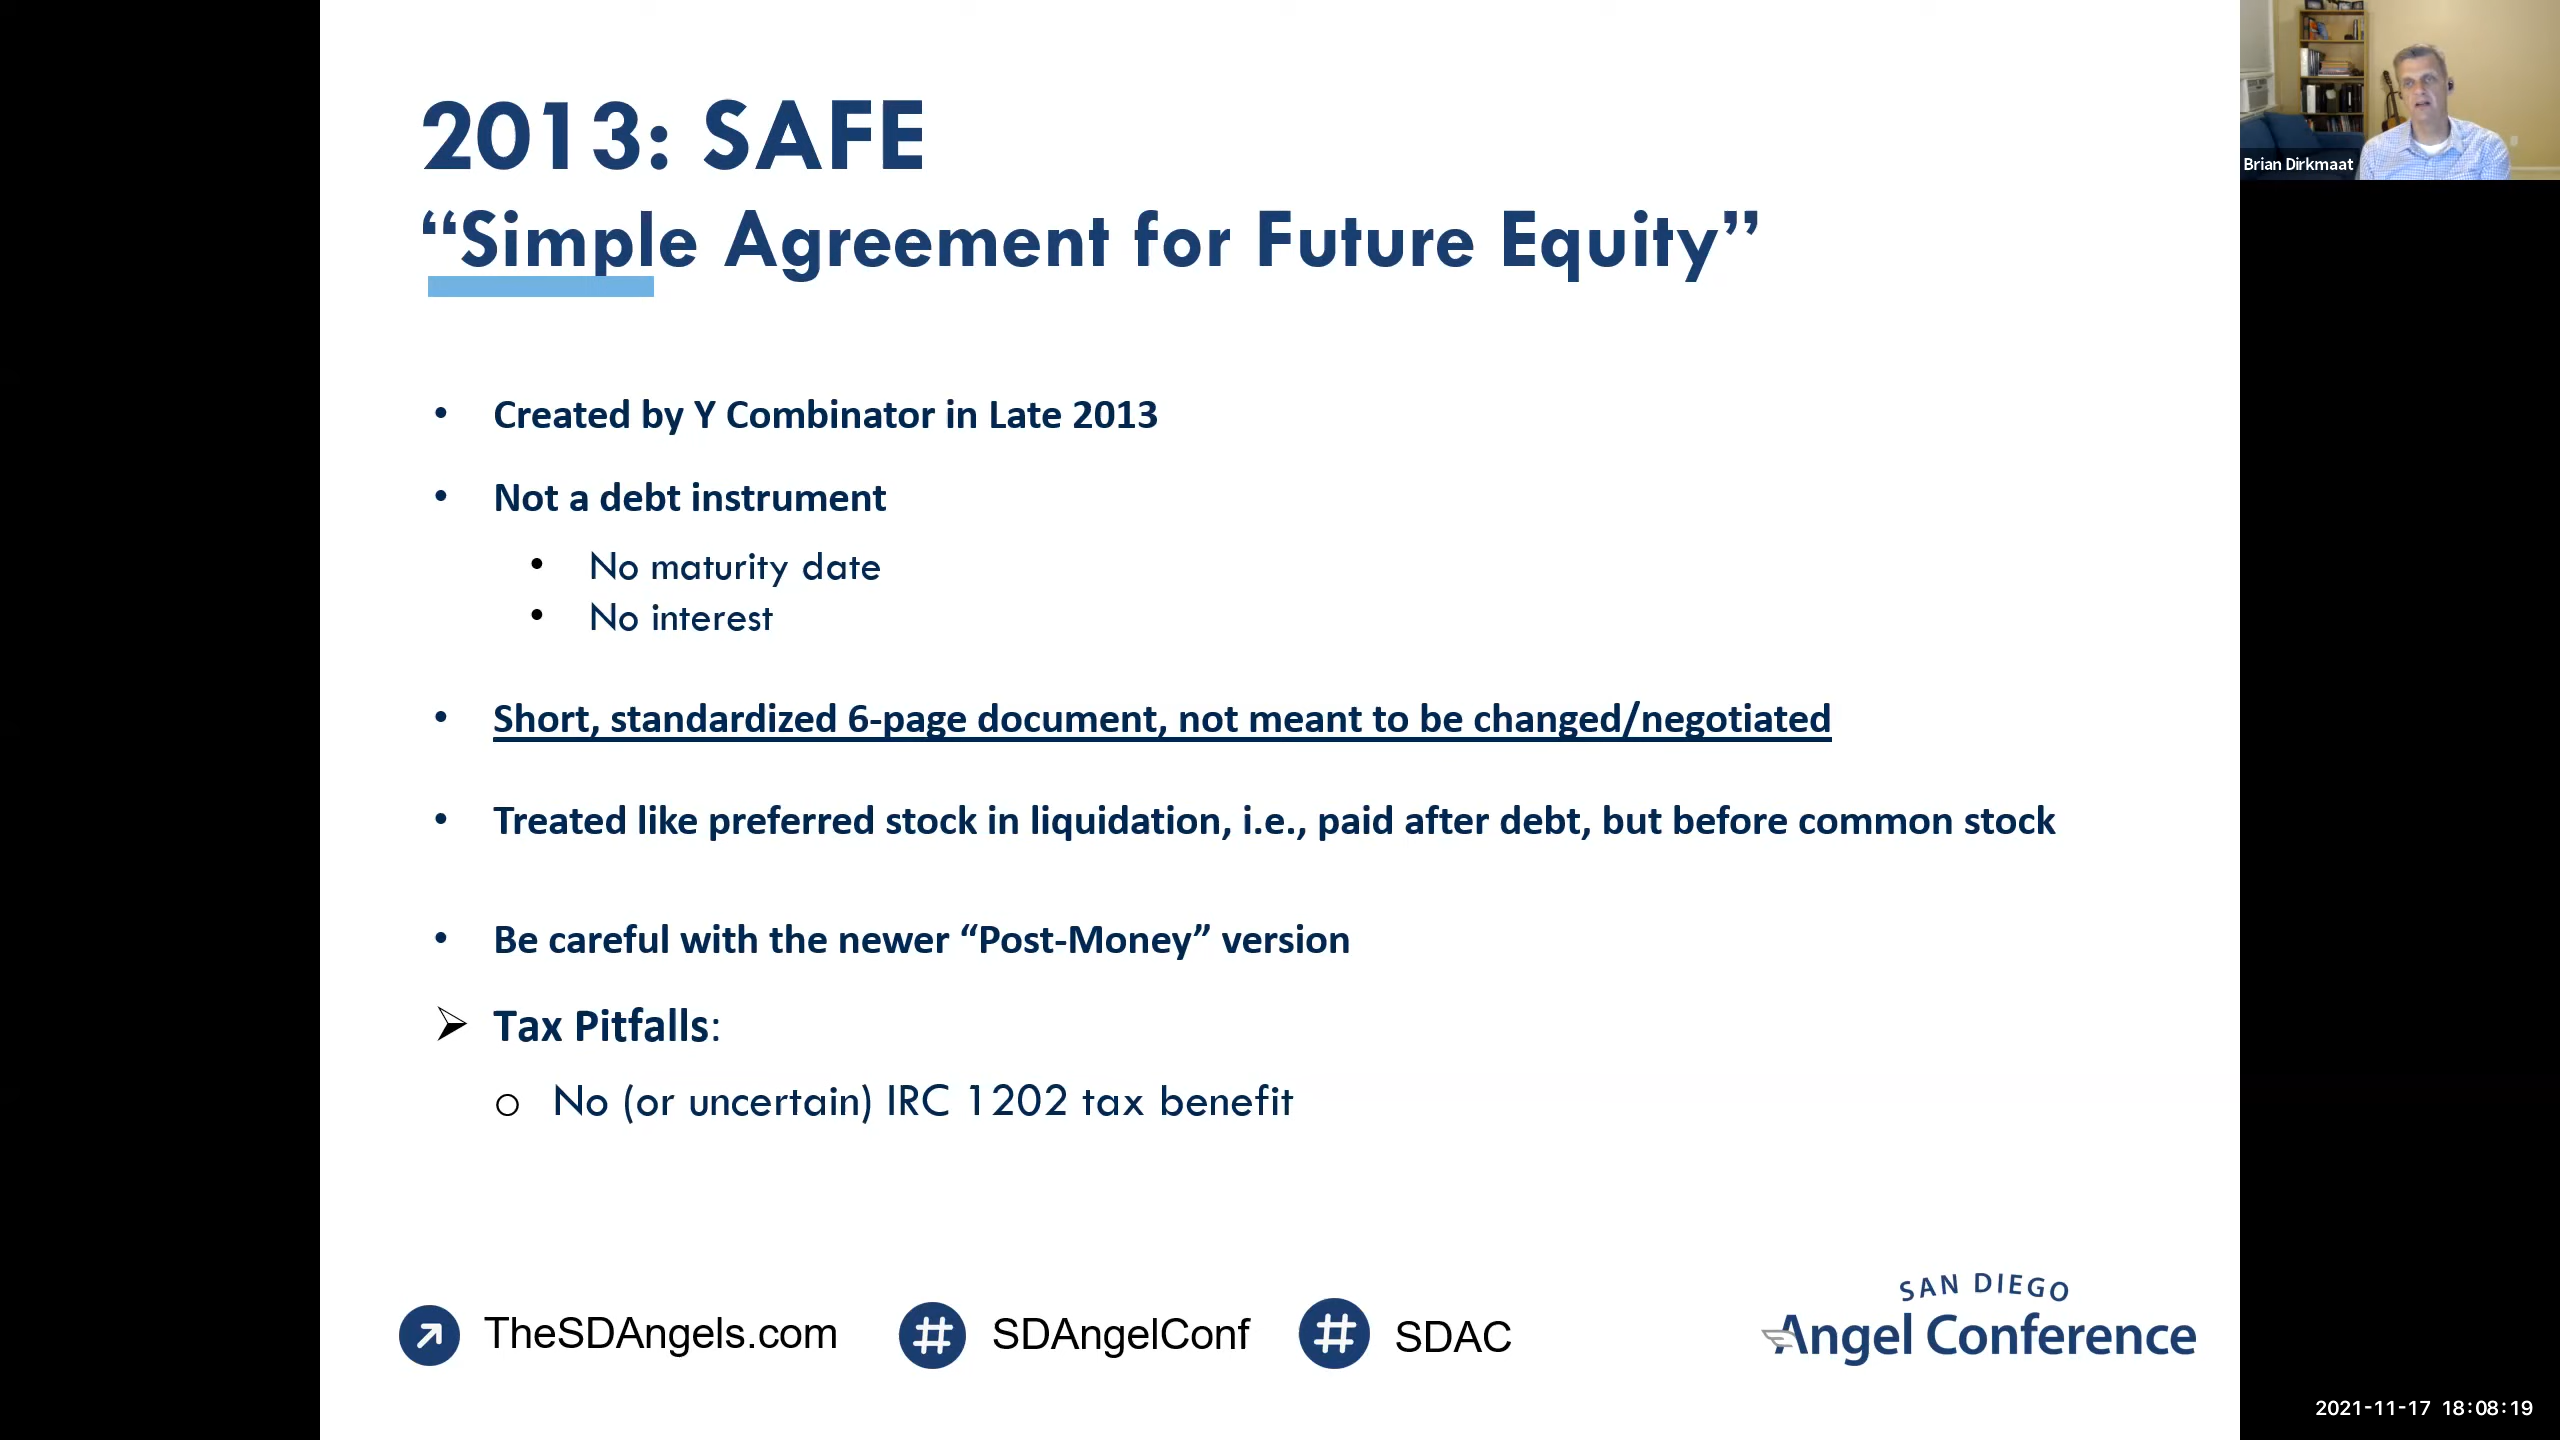 2013: SAFE
“Simple Agreement for Future Equity”
• Created by Y Combinator in Late 2013
• Not a debt instrument
• No maturity date
• No interest
• Short, standardized 6-page document, not meant to be changed/negotiated
• Treated like preferred stock in liquidation, i.e., paid after debt, but before common stock
• Be careful with the newer “Post-Money” version
➢ Tax Pitfalls:
o No (or uncertain) IRC 1202 tax benefit
TheSDAngels.com
# SDAngelConf
# SDAC
SAN DIEGO
Angel Conference
Brian Dirkmaat
2021-11-17 18:08:19